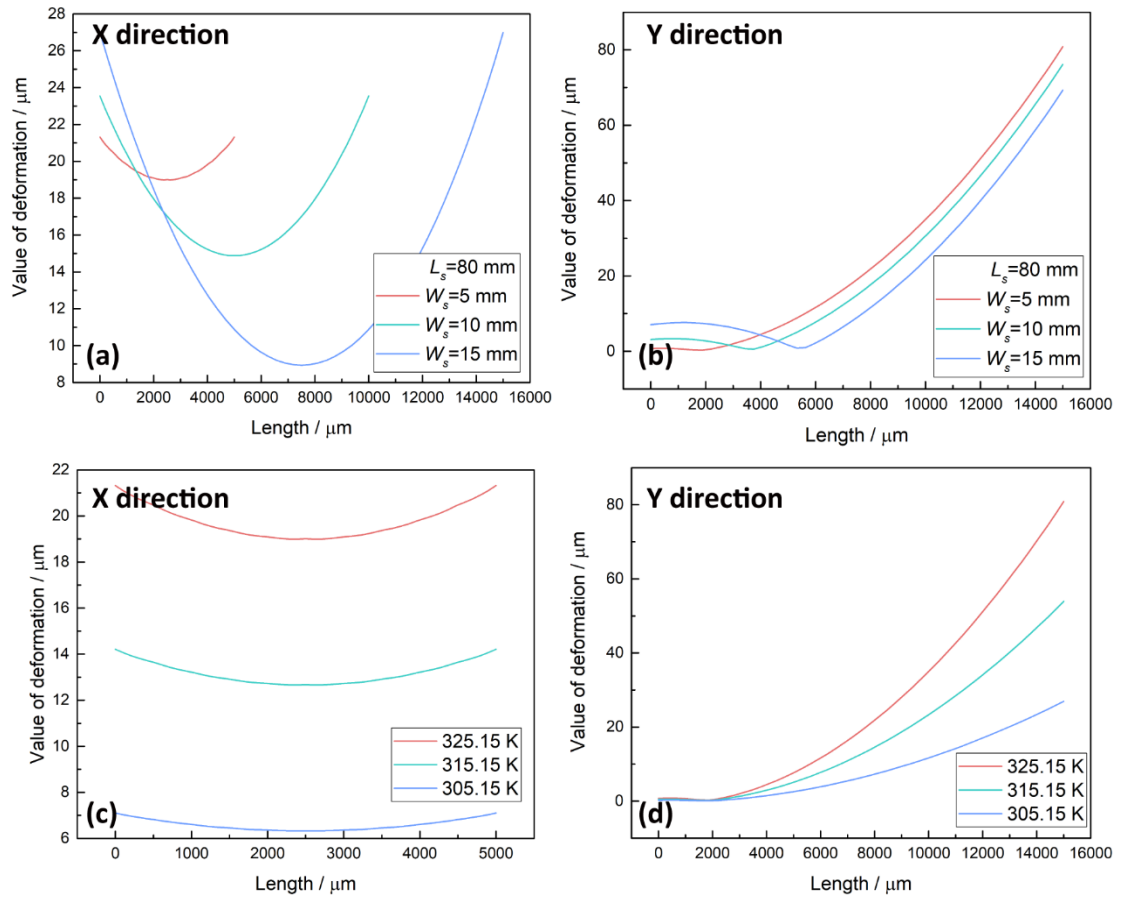 X direction
28
26
24
22
20
18
16
14
12
10
8
Value of deformation / μm
0 2000 4000 6000 8000 10000 12000 14000 16000
Length / μm
Ls=80 mm
Ws=5 mm
Ws=10 mm
Ws=15 mm
(a)
Y direction
80
60
40
20
0
Value of deformation / μm
0 2000 4000 6000 8000 10000 12000 14000 16000
Length / μm
Ls=80 mm
Ws=5 mm
Ws=10 mm
Ws=15 mm
(b)
X direction
22
20
18
16
14
12
10
8
6
Value of deformation / μm
0 1000 2000 3000 4000 5000
Length / μm
325.15 K
315.15 K
305.15 K
(c)
Y direction
80
60
40
20
0
Value of deformation / μm
0 2000 4000 6000 8000 10000 12000 14000 16000
Length / μm
325.15 K
315.15 K
305.15 K
(d)